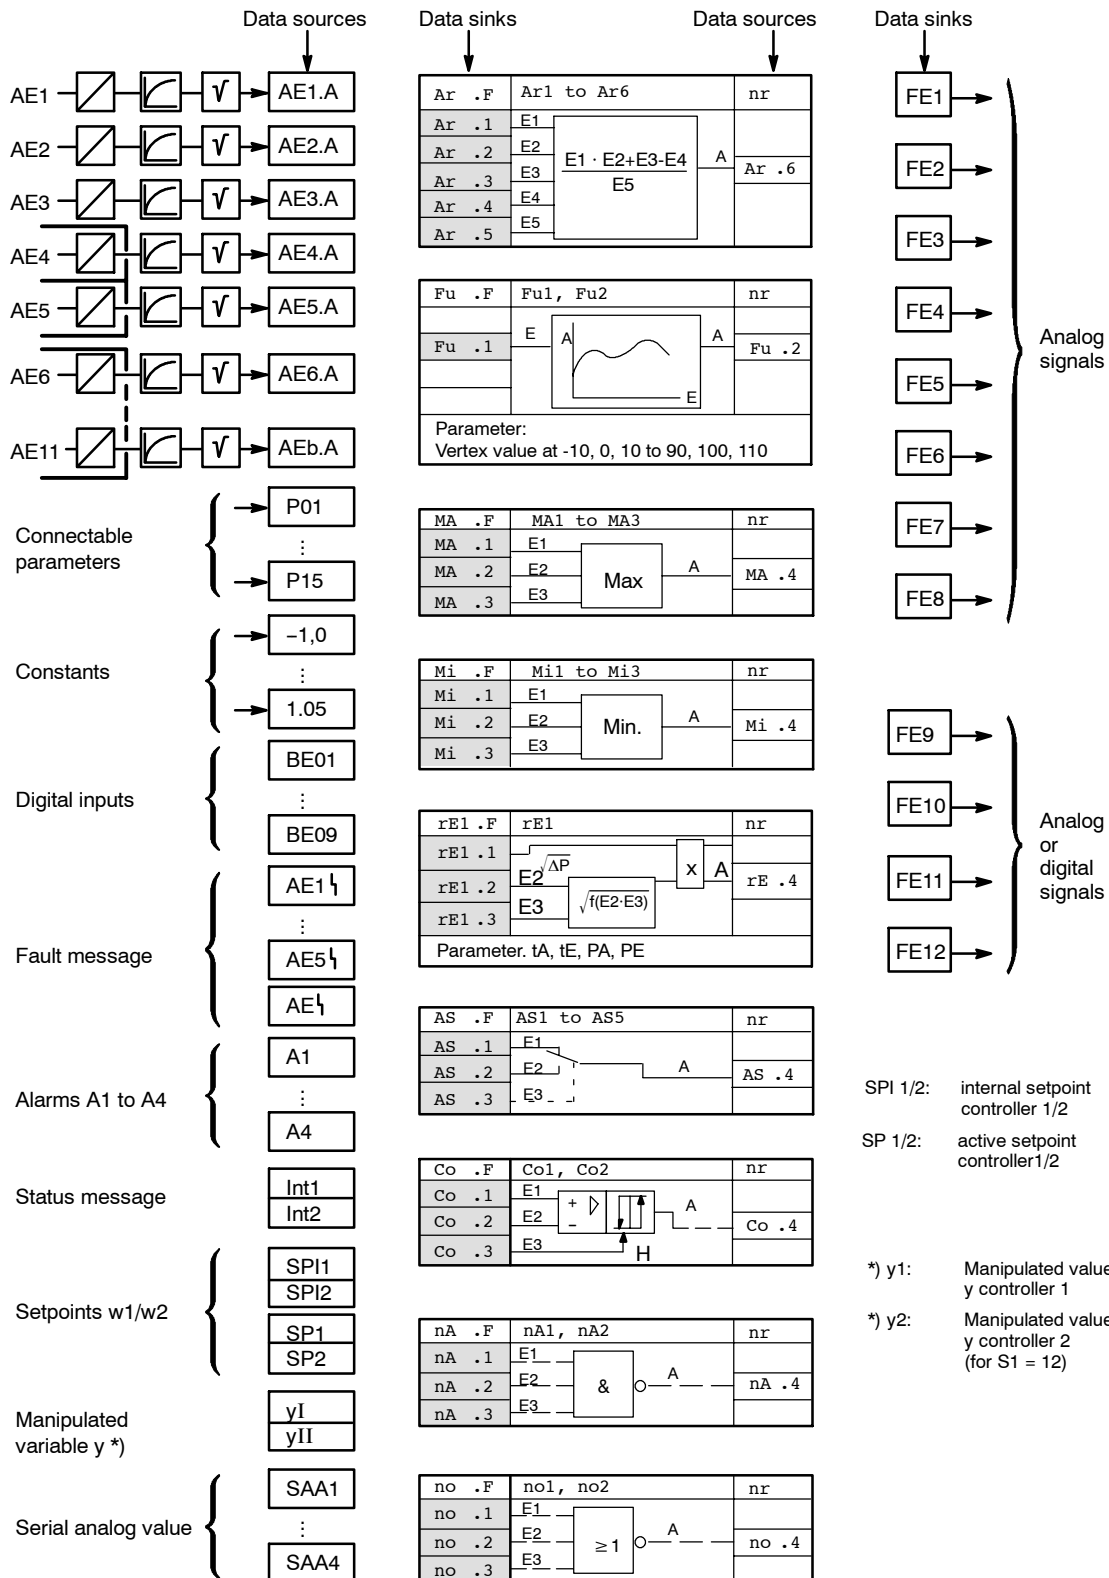 Data sources
Data sinks
Data sources
Data sinks
AE1
√
AE1.A
AE2
√
AE2.A
AE3
√
AE3.A
AE4
√
AE4.A
AE5
√
AE5.A
AE6
√
AE6.A
AE11
√
AEb.A
Connectable
parameters
P01
⋮
P15
Constants
−1,0
⋮
1.05
Digital inputs
BE01
⋮
BE09
Fault message
AE1
⋮
AE5
AE
Alarms A1 to A4
A1
⋮
A4
Status message
Int1
Int2
Setpoints w1/w2
SPI1
SPI2
SP1
SP2
Manipulated
variable y *)
yI
yII
Serial analog value
SAA1
⋮
SAA4
Ar .F Ar1 to Ar6 nr
Ar .1 E1
Ar .2 E2
Ar .3 E3
Ar .4 E4
Ar .5 E5
E1 · E2+E3-E4
E5
A Ar .6
Fu .F Fu1, Fu2 nr
Fu .1 E A E A Fu .2
Parameter:
Vertex value at -10, 0, 10 to 90, 100, 110
MA .F MA1 to MA3 nr
MA .1 E1
MA .2 E2 Max A MA .4
MA .3 E3
Mi .F Mi1 to Mi3 nr
Mi .1 E1
Mi .2 E2 Min. A Mi .4
Mi .3 E3
rE1 .F rE1 nr
rE1 .1 √ΔP
rE1 .2 E2 x A rE .4
rE1 .3 E3 √f(E2·E3)
Parameter. tA, tE, PA, PE
AS .F AS1 to AS5 nr
AS .1 E1
AS .2 E2 A AS .4
AS .3 E3
Co .F Co1, Co2 nr
Co .1 E1 + A
Co .2 E2 − Co .4
Co .3 E3 H
nA .F nA1, nA2 nr
nA .1 E1
nA .2 E2 & A nA .4
nA .3 E3
no .F no1, no2 nr
no .1 E1
no .2 E2 ≥1 A no .4
no .3 E3
FE1
FE2
FE3
FE4
FE5
FE6
FE7
FE8
Analog
signals
FE9
FE10
FE11
FE12
Analog
or
digital
signals
SPI 1/2: internal setpoint
controller 1/2
SP 1/2: active setpoint
controller1/2
*) y1: Manipulated value
y controller 1
*) y2: Manipulated value
y controller 2
(for S1 = 12)